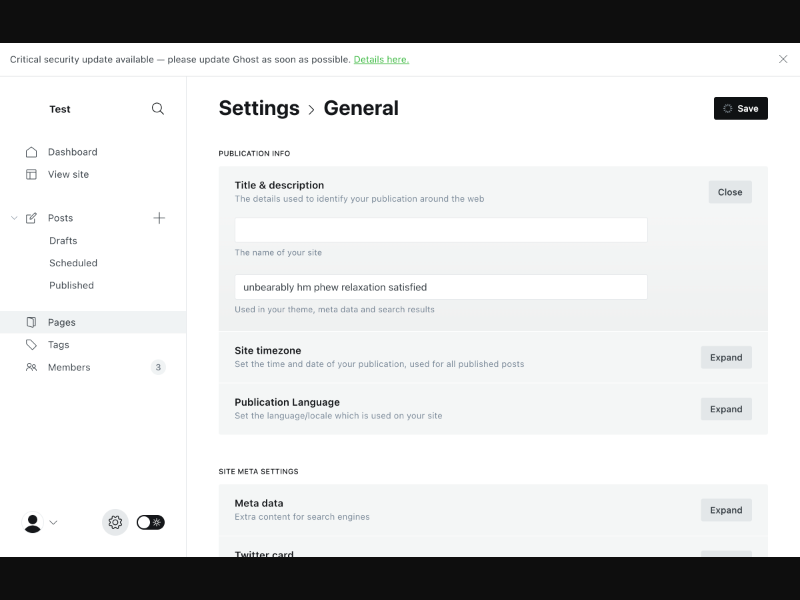 Critical security update available — please update Ghost as soon as possible. Details here.
Test
Settings > General
Save
Dashboard
View site
Posts
Drafts
Scheduled
Published
Pages
Tags
Members 3
PUBLICATION INFO
Title & description
The details used to identify your publication around the web
Close
The name of your site
unbearably hm phew relaxation satisfied
Used in your theme, meta data and search results
Site timezone
Set the time and date of your publication, used for all published posts
Expand
Publication Language
Set the language/locale which is used on your site
Expand
SITE META SETTINGS
Meta data
Extra content for search engines
Expand
Twitter card